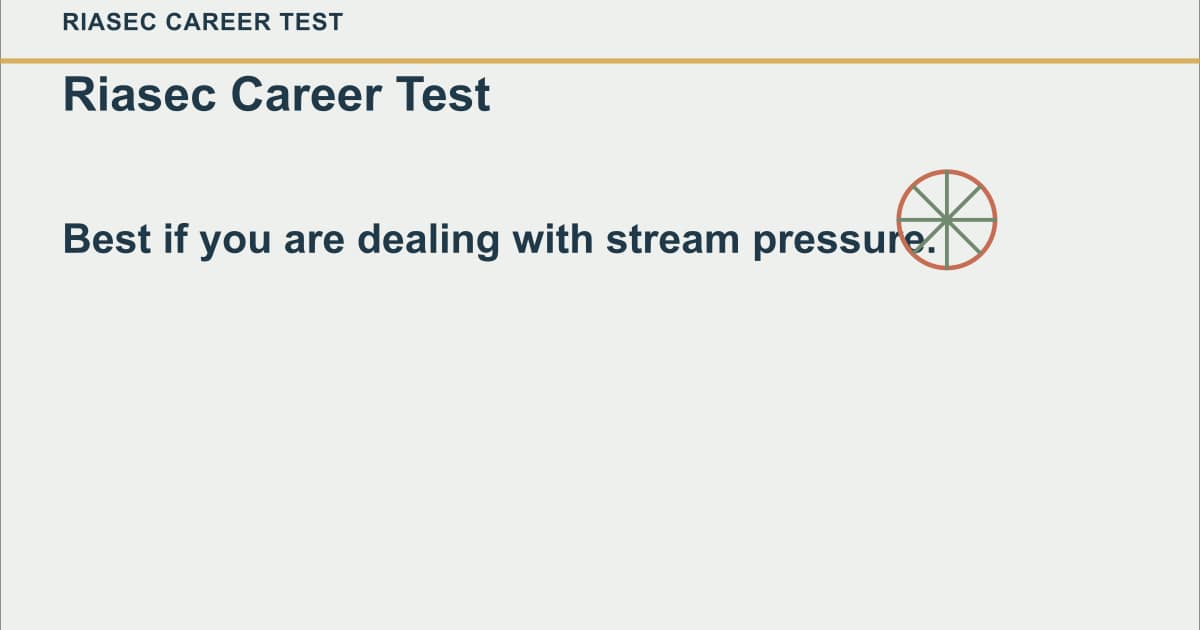 RIASEC CAREER TEST
Riasec Career Test
Best if you are dealing with stream pressure.